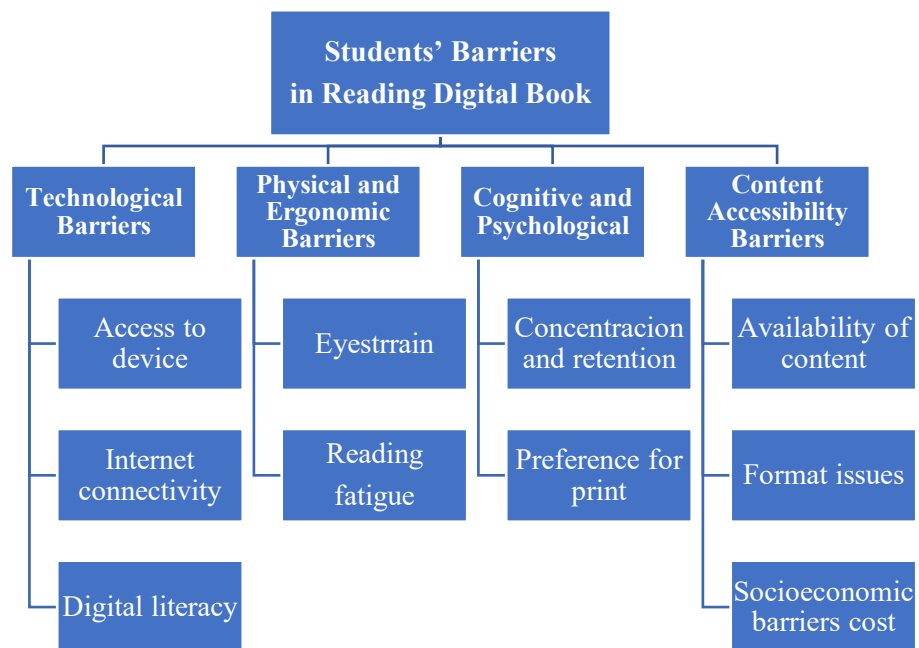 Students’ Barriers
in Reading Digital Book
Technological
Barriers
Physical and
Ergonomic
Barriers
Cognitive and
Psychological
Content
Accessibility
Barriers
Access to
device
Eyestrrain
Concentracion
and retention
Availability of
content
Internet
connectivity
Reading
fatigue
Preference for
print
Format issues
Digital literacy
Socioeconomic
barriers cost